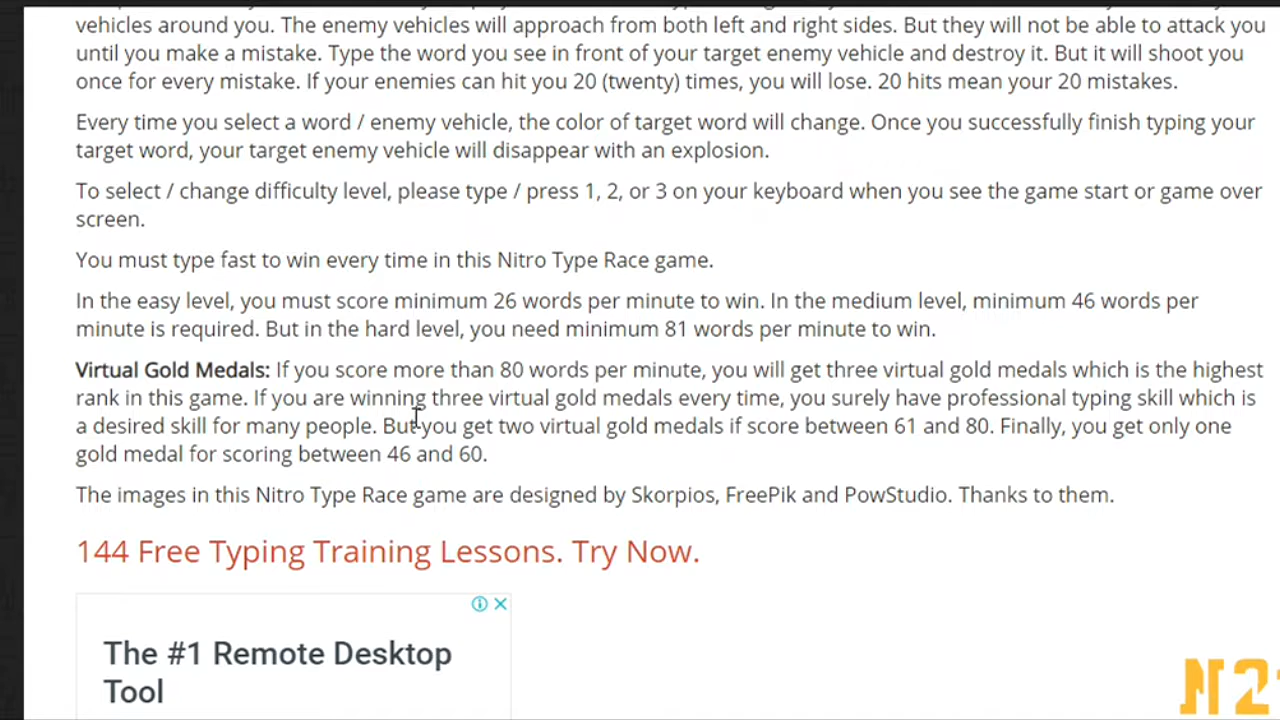 vehicles around you. The enemy vehicles will approach from both left and right sides. But they will not be able to attack you
until you make a mistake. Type the word you see in front of your target enemy vehicle and destroy it. But it will shoot you
once for every mistake. If your enemies can hit you 20 (twenty) times, you will lose. 20 hits mean your 20 mistakes.
Every time you select a word / enemy vehicle, the color of target word will change. Once you successfully finish typing your
target word, your target enemy vehicle will disappear with an explosion.
To select / change difficulty level, please type / press 1, 2, or 3 on your keyboard when you see the game start or game over
screen.
You must type fast to win every time in this Nitro Type Race game.
In the easy level, you must score minimum 26 words per minute to win. In the medium level, minimum 46 words per
minute is required. But in the hard level, you need minimum 81 words per minute to win.
Virtual Gold Medals: If you score more than 80 words per minute, you will get three virtual gold medals which is the highest
rank in this game. If you are winning three virtual gold medals every time, you surely have professional typing skill which is
a desired skill for many people. But you get two virtual gold medals if score between 61 and 80. Finally, you get only one
gold medal for scoring between 46 and 60.
The images in this Nitro Type Race game are designed by Skorpios, FreePik and PowStudio. Thanks to them.
144 Free Typing Training Lessons. Try Now.
The #1 Remote Desktop
Tool